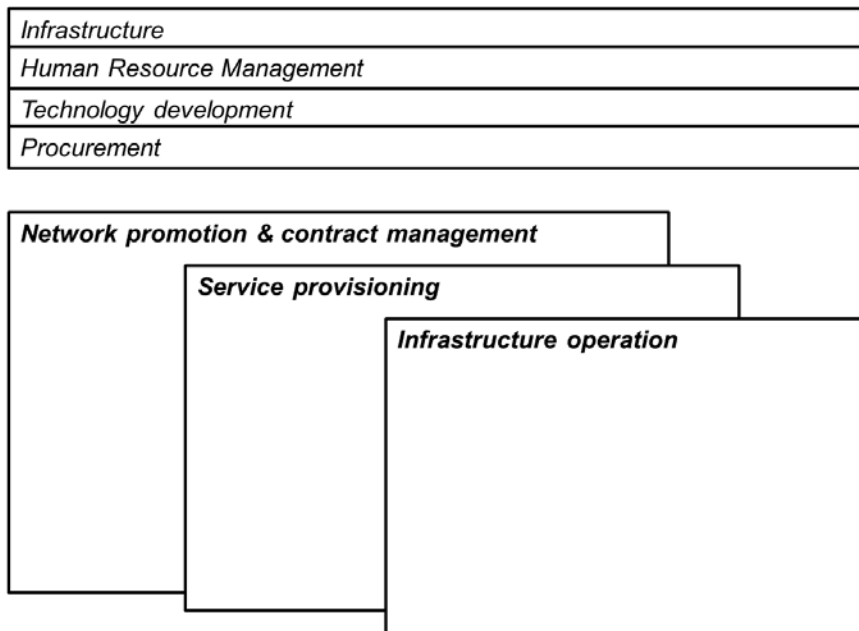 Infrastructure
Human Resource Management
Technology development
Procurement
Network promotion & contract management
Service provisioning
Infrastructure operation